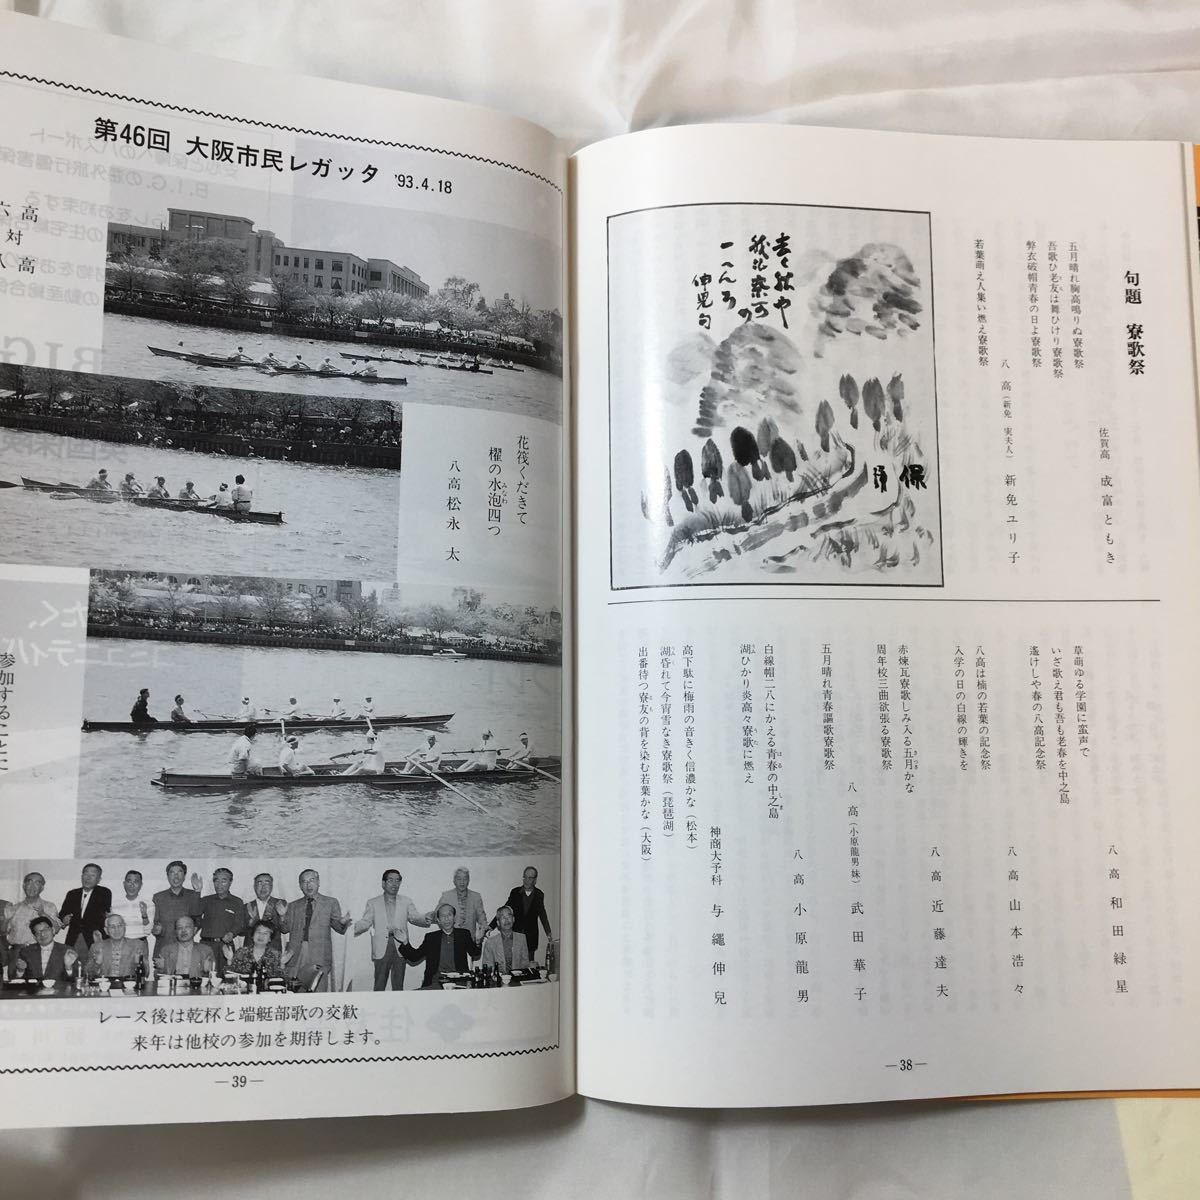 句題　寮歌祭
佐賀高　成富ともき
五月晴れ胸高鳴りぬ寮歌祭
吾歌ひ老友は舞ひけり寮歌祭
弊衣破帽青春の日よ寮歌祭
八高（新免　実夫人）　新免ユリ子
若葉萌え人集い燃え寮歌祭
一つんろ
伸児句
保
八高　和田緑星
草萌ゆる学園に蛮声で
いざ歌え君も吾も老春を中之島
遙けしや春の八高記念祭
八高　山本浩々
八高は楠の若葉の記念祭
入学の日の白線の輝きを
八高　近藤達夫
赤煉瓦寮歌しみ入る五月かな
周年校三曲欲張る寮歌祭
八高（小原龍男妹）　武田華子
五月晴れ青春謳歌寮歌祭
八高　小原龍男
白線帽二八にかえる青春の中之島
湖ひかり炎高々寮歌に燃え
神商大予科　与繩伸兒
高下駄に梅雨の音きく信濃かな（松本）
湖昏れて今宵雪なき寮歌祭（琵琶湖）
出番待つ寮友の背を染む若葉かな（大阪）
—38—
第46回 大阪市民レガッタ '93.4.18
六高
対
八高
花筏くだきて
櫂の水泡四つ
八高　松永　太
参加することに
レース後は乾杯と端艇部歌の交歓
来年は他校の参加を期待します。
—39—